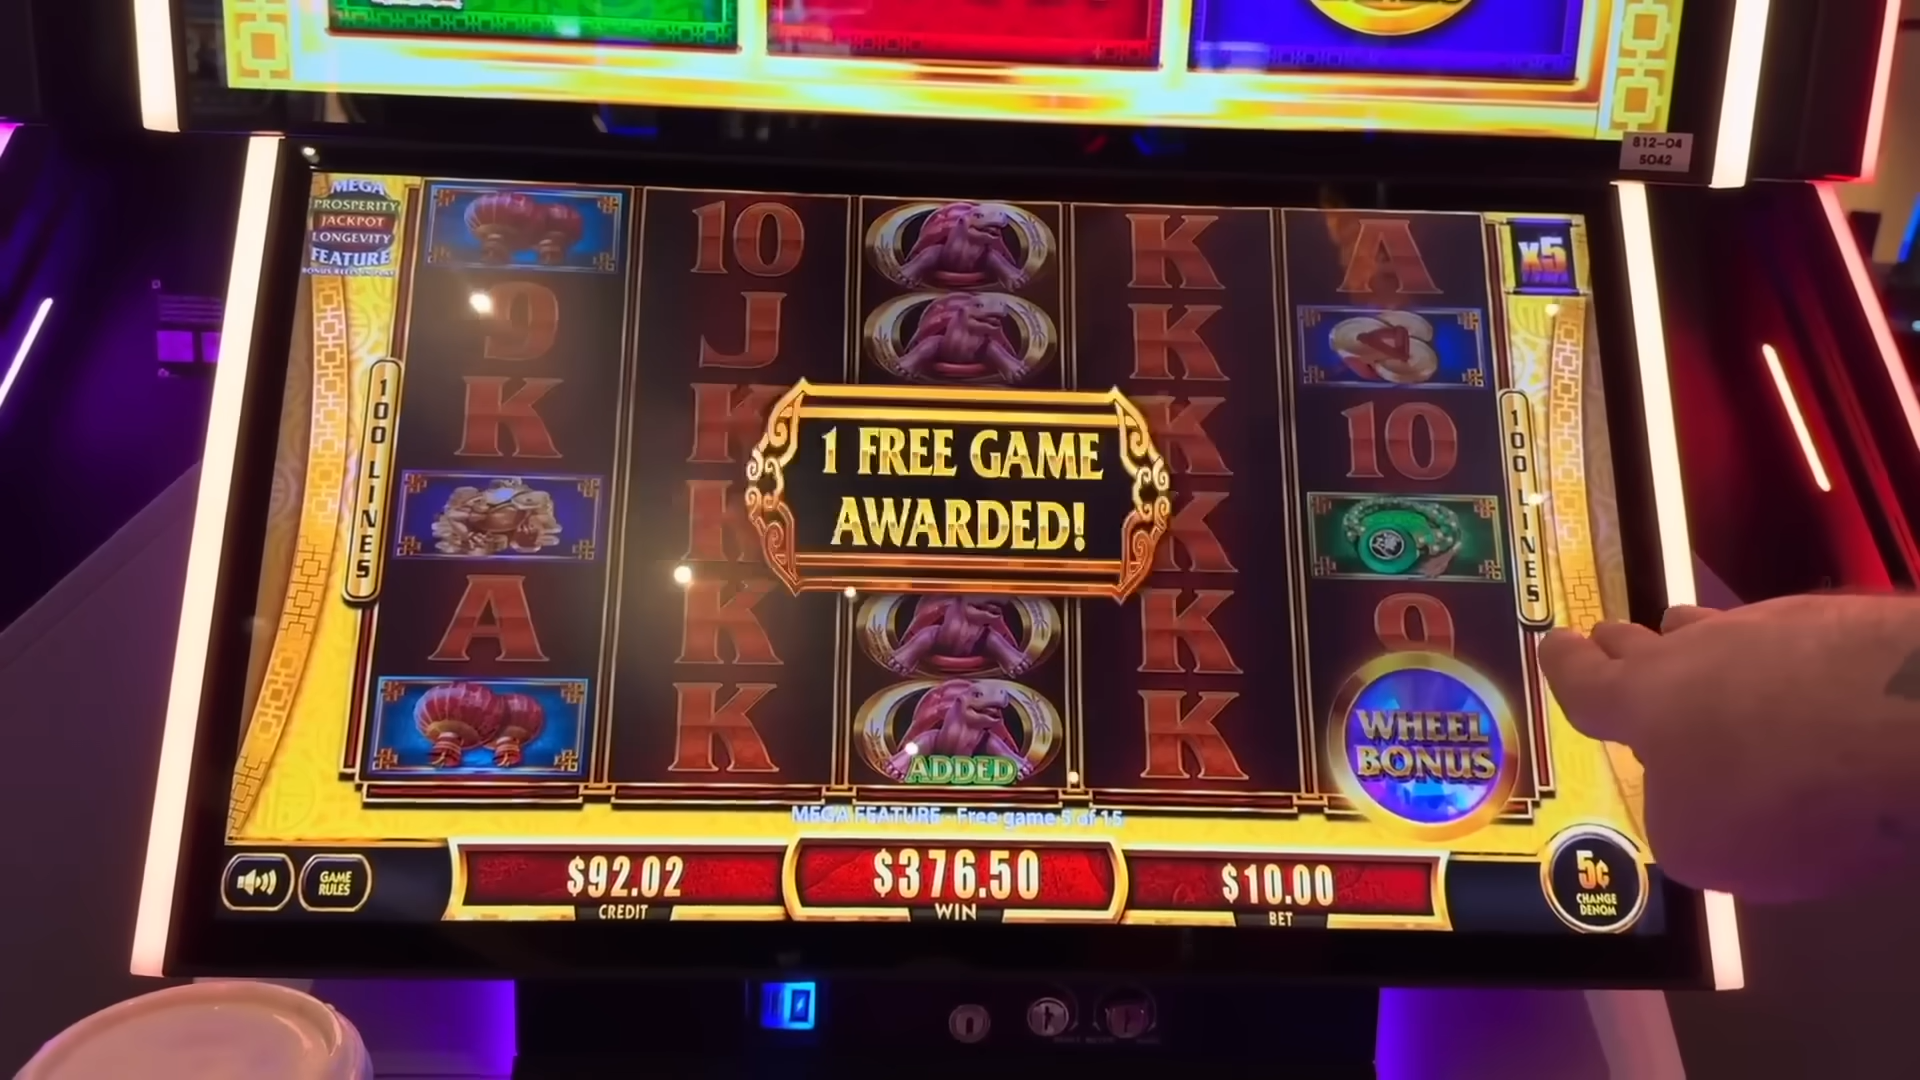 812-04
5042
MEGA
PROSPERITY
JACKPOT
LONGEVITY
FEATURE
X5
10
K
A
9
J
K
K
K
10
100 LINES
1 FREE GAME
AWARDED!
100 LINES
K
K
K
K
A
K
K
9
K
K
WHEEL
BONUS
ADDED
MEGA FEATURE - Free game 5 of 15
GAME
RULES
$92.02
CREDIT
$376.50
WIN
$10.00
BET
5¢
CHANGE
DENOM